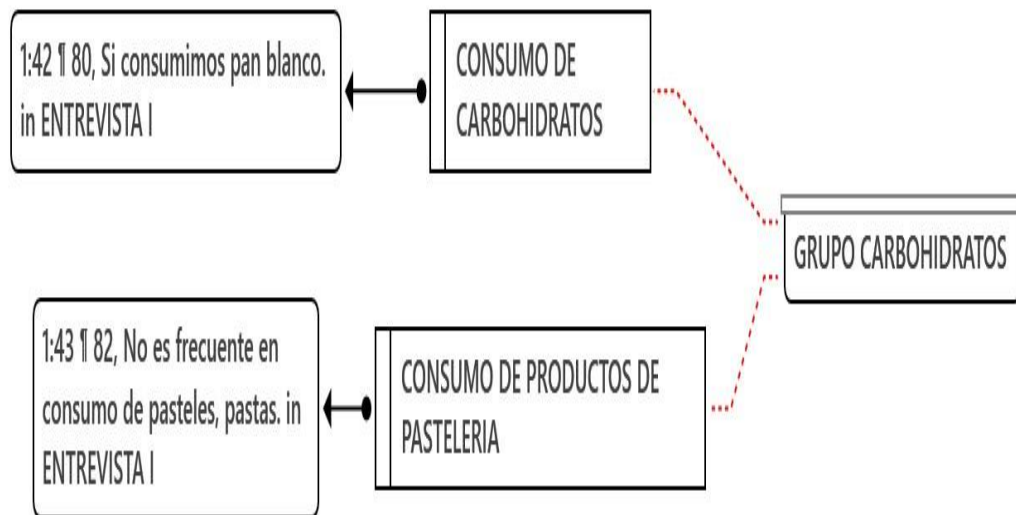 1:42 ¶ 80, Si consumimos pan blanco.
in ENTREVISTA I
CONSUMO DE
CARBOHIDRATOS
GRUPO CARBOHIDRATOS
1:43 ¶ 82, No es frecuente en
consumo de pasteles, pastas. in
ENTREVISTA I
CONSUMO DE PRODUCTOS DE
PASTELERIA